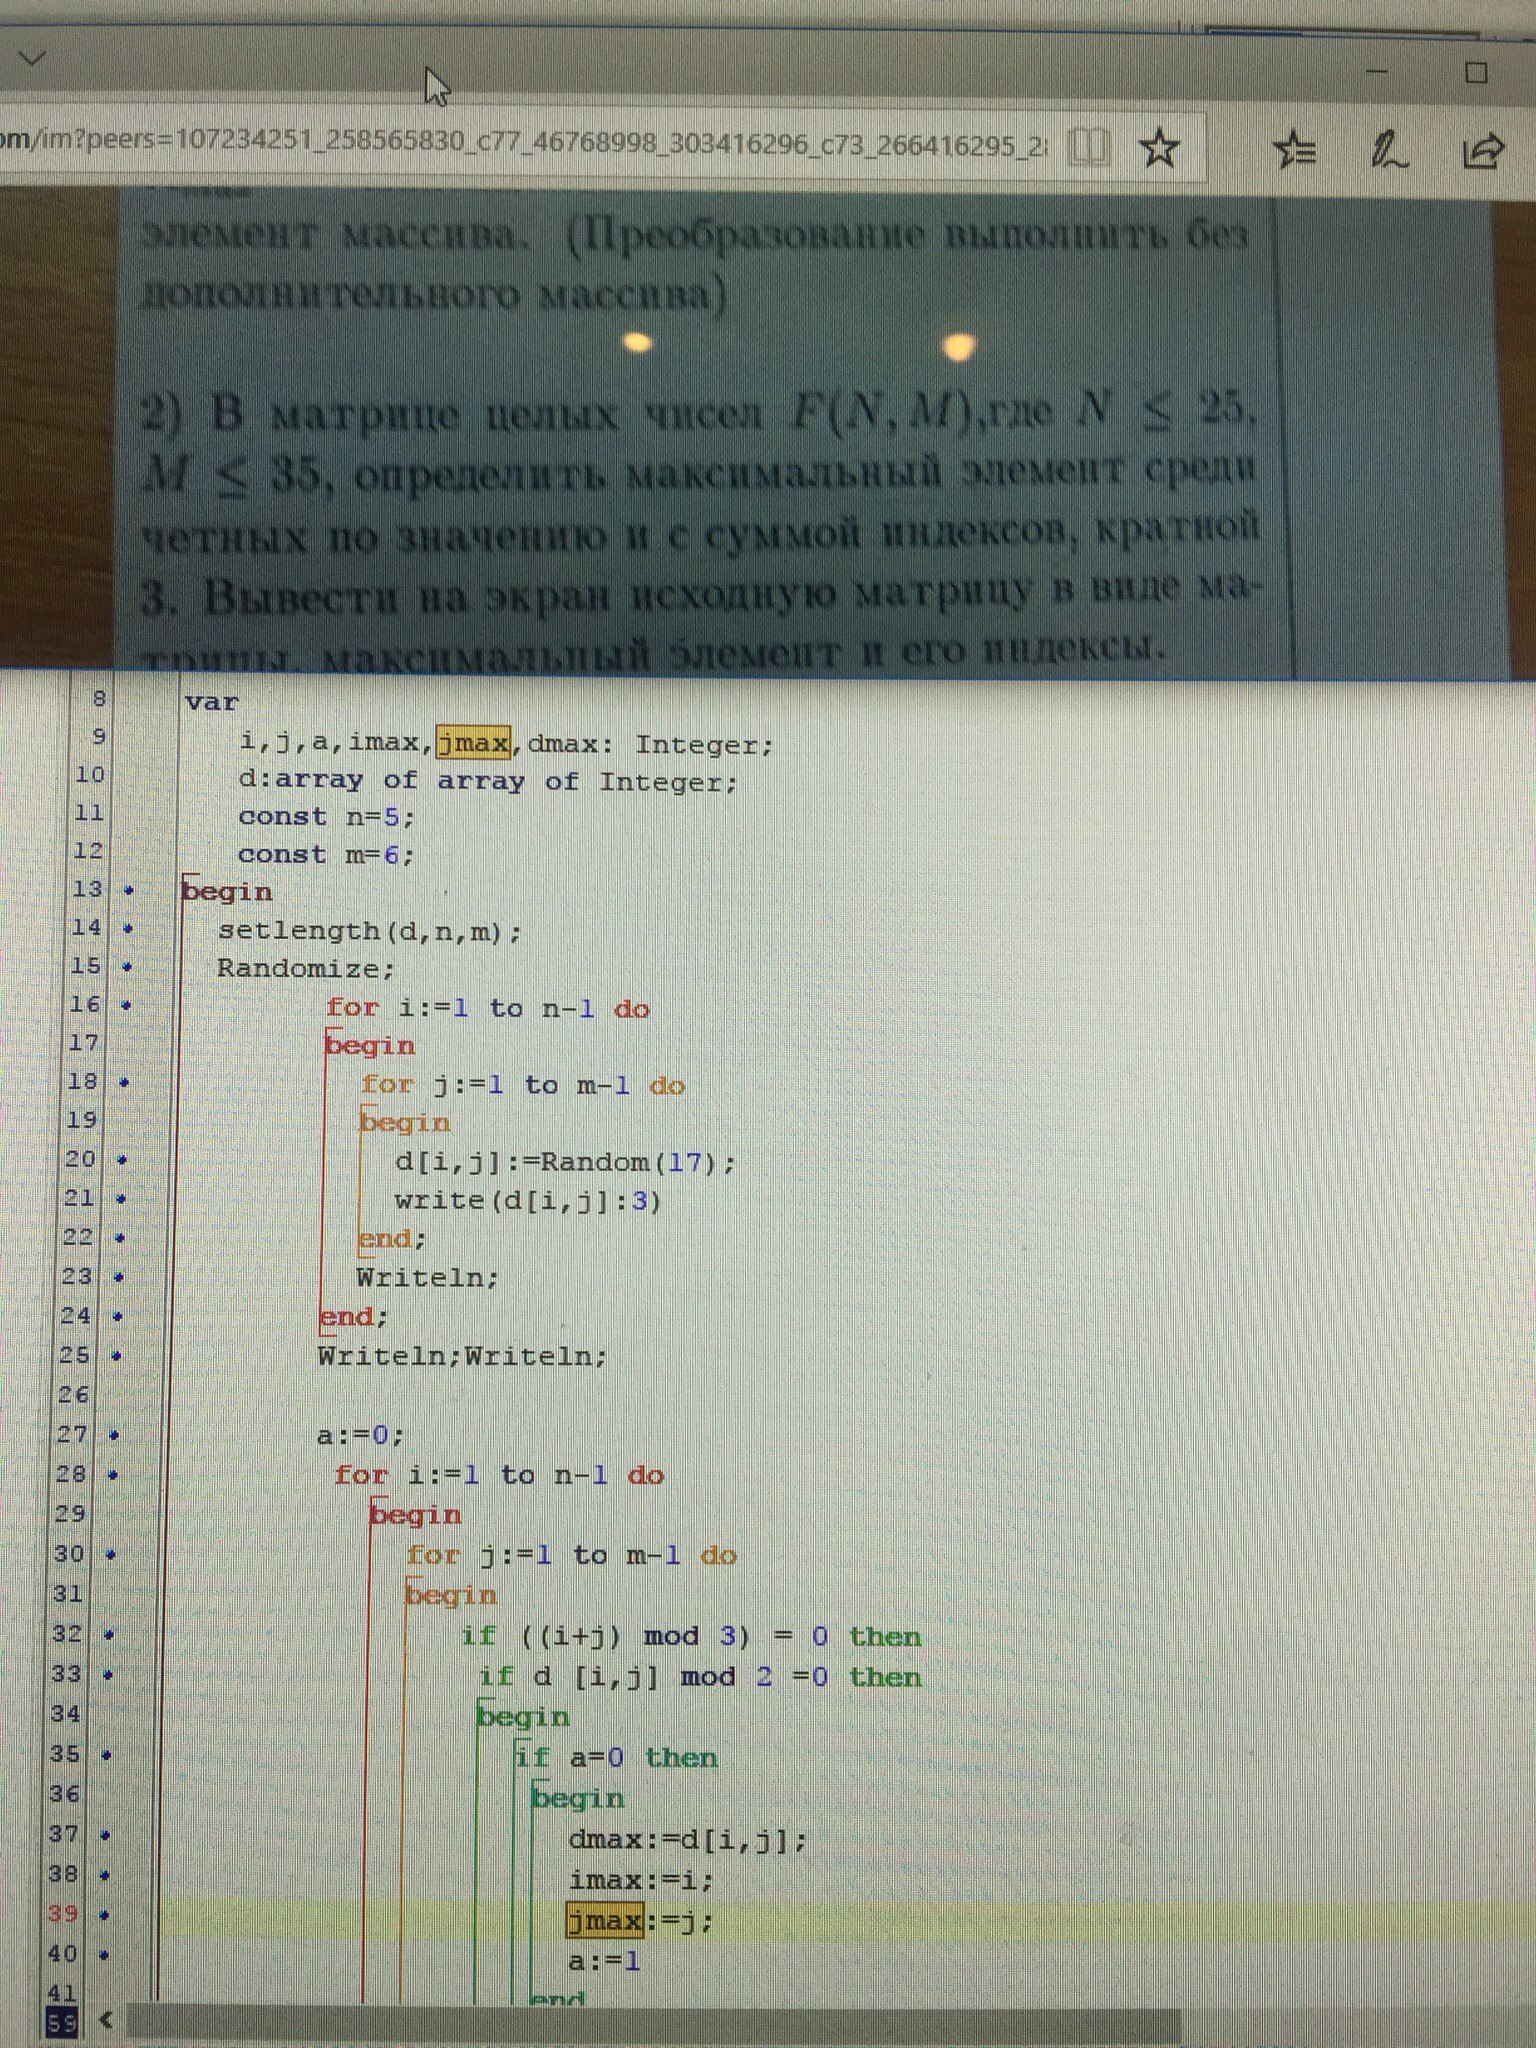 om/im?peers=107234251_258565830_c77_46768998_303416296_c73_266416295_2
элемент массива. (Преобразование выполнить без
дополнительного массива)
2) В матрице целых чисел F(N, M),где N ≤ 25,
M ≤ 35, определить максимальный элемент среди
четных по значению и с суммой индексов, кратной
3. Вывести на экран исходную матрицу в виде ма-
трицы, максимальный элемент и его индексы.
8 var
9 i,j,a,imax,jmax,dmax: Integer;
10 d:array of array of Integer;
11 const n=5;
12 const m=6;
13 begin
14 setlength(d,n,m);
15 Randomize;
16 for i:=1 to n-1 do
17 begin
18 for j:=1 to m-1 do
19 begin
20 d[i,j]:=Random(17);
21 write(d[i,j]:3)
22 end;
23 Writeln;
24 end;
25 Writeln;Writeln;
26
27 a:=0;
28 for i:=1 to n-1 do
29 begin
30 for j:=1 to m-1 do
31 begin
32 if ((i+j) mod 3) = 0 then
33 if d [i,j] mod 2 =0 then
34 begin
35 if a=0 then
36 begin
37 dmax:=d[i,j];
38 imax:=i;
39 jmax:=j;
40 a:=1
41 end
59